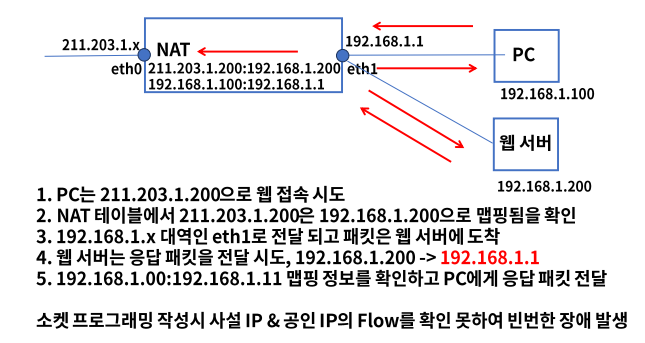 211.203.1.x
NAT
192.168.1.1
PC
eth0
211.203.1.200:192.168.1.200
eth1
192.168.1.100:192.168.1.1
192.168.1.100
웹 서버
192.168.1.200
1. PC는 211.203.1.200으로 웹 접속 시도
2. NAT 테이블에서 211.203.1.200은 192.168.1.200으로 맵핑됨을 확인
3. 192.168.1.x 대역인 eth1로 전달 되고 패킷은 웹 서버에 도착
4. 웹 서버는 응답 패킷을 전달 시도, 192.168.1.200 -> 192.168.1.1
5. 192.168.1.00:192.168.1.11 맵핑 정보를 확인하고 PC에게 응답 패킷 전달
소켓 프로그래밍 작성시 사설 IP & 공인 IP의 Flow를 확인 못하여 빈번한 장애 발생